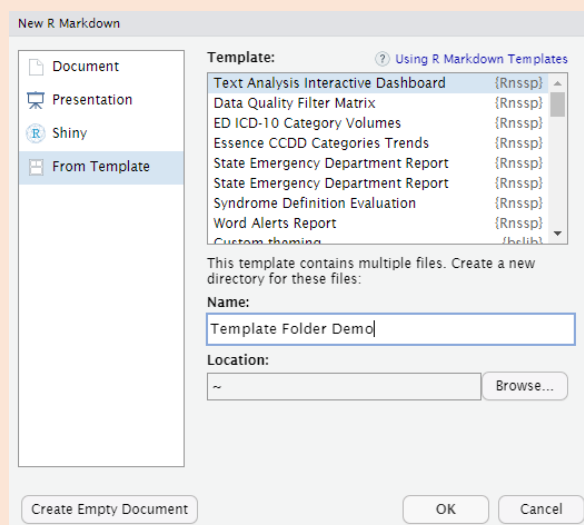 New R Markdown
Document
Presentation
R Shiny
From Template
Template:
? Using R Markdown Templates
Text Analysis Interactive Dashboard {Rnssp}
Data Quality Filter Matrix {Rnssp}
ED ICD-10 Category Volumes {Rnssp}
Essence CCDD Categories Trends {Rnssp}
State Emergency Department Report {Rnssp}
State Emergency Department Report {Rnssp}
Syndrome Definition Evaluation {Rnssp}
Word Alerts Report {Rnssp}
Custom theming {bslib}
This template contains multiple files. Create a new
directory for these files:
Name:
Template Folder Demo
Location:
~
Browse...
Create Empty Document
OK
Cancel